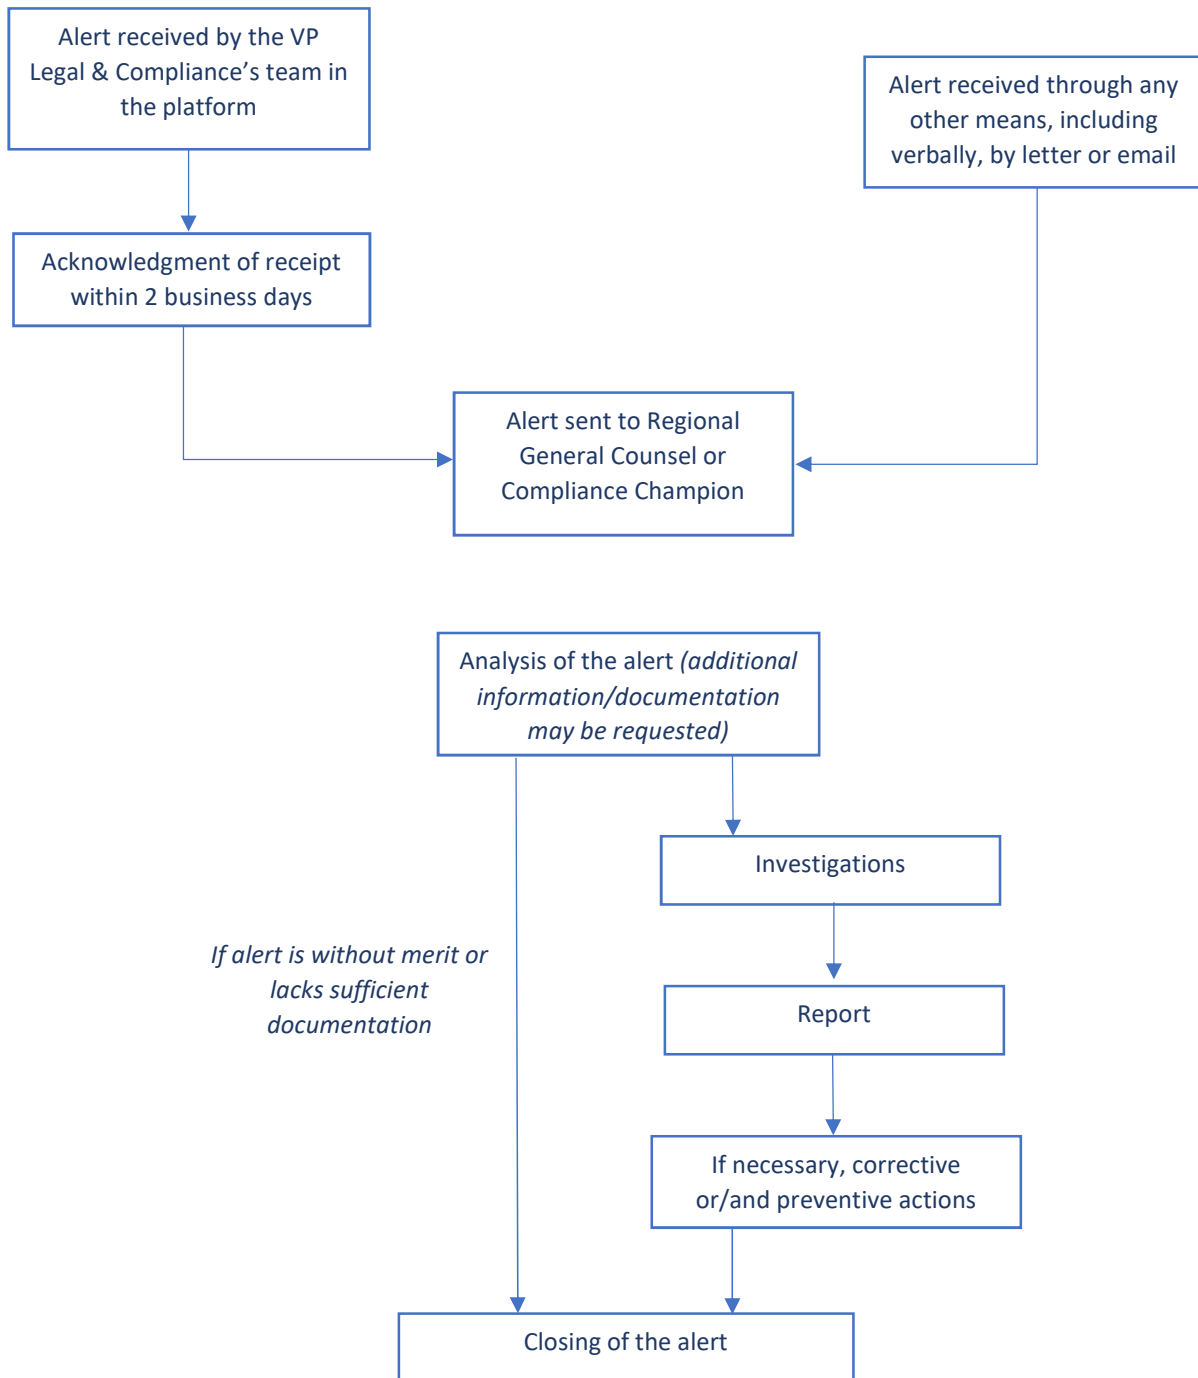 Alert received by the VP
Legal & Compliance’s team in
the platform
Alert received through any
other means, including
verbally, by letter or email
Acknowledgment of receipt
within 2 business days
Alert sent to Regional
General Counsel or
Compliance Champion
Analysis of the alert (additional
information/documentation
may be requested)
Investigations
If alert is without merit or
lacks sufficient
documentation
Report
If necessary, corrective
or/and preventive actions
Closing of the alert